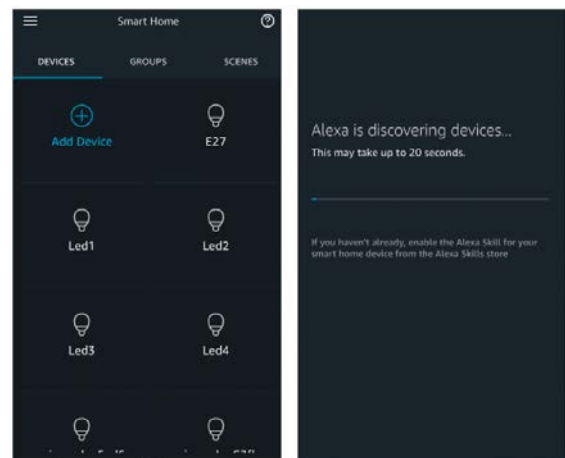 Smart Home
DEVICES GROUPS SCENES
Add Device
E27
Led1
Led2
Led3
Led4
Alexa is discovering devices...
This may take up to 20 seconds.
If you haven't already, enable the Alexa Skill for your
smart home device from the Alexa Skills store